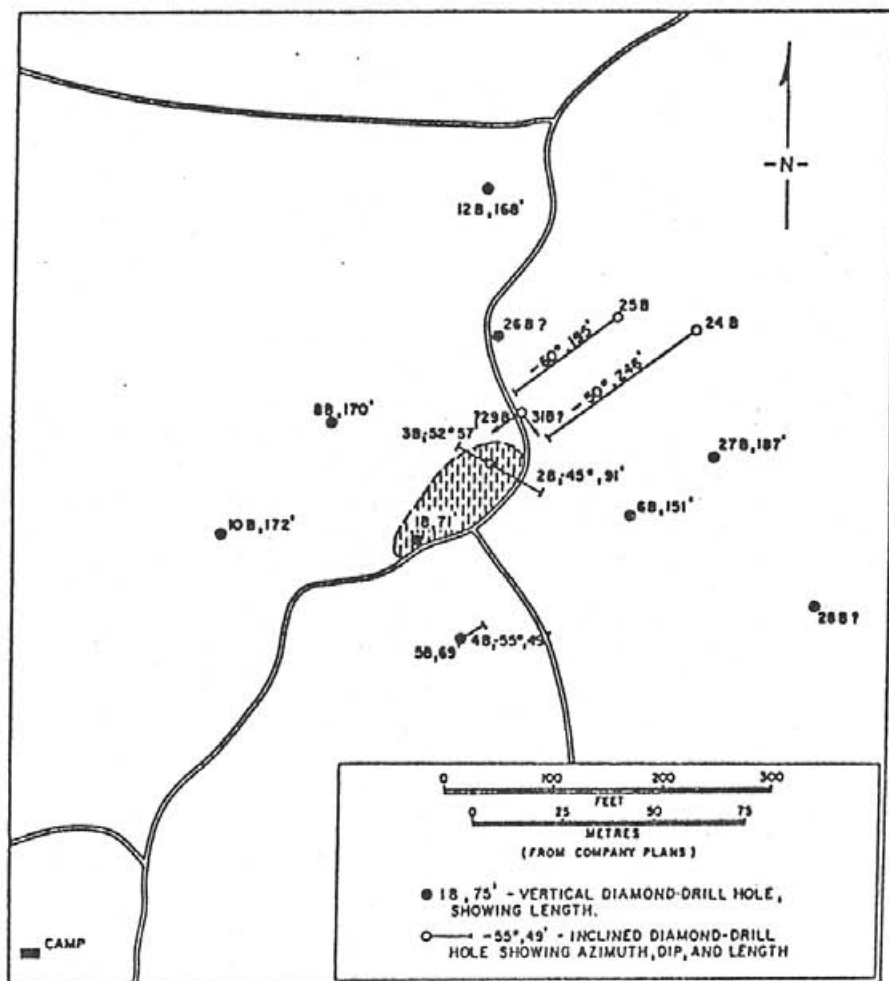 -N-
12B, 168'
26B?
25B
-60°, 195'
24B
-50°, 246'
8B, 170'
?29B
31B?
3B,-52° 57'
27B, 187'
2B,-45°, 91'
6B, 151'
10B, 172'
1B, 71'
28B?
5B, 69'
4B,-55°, 49'
0 100 200 300
FEET
0 25 50 75
METRES
(FROM COMPANY PLANS)
1B, 75' - VERTICAL DIAMOND-DRILL HOLE,
SHOWING LENGTH.
-55°, 49' - INCLINED DIAMOND-DRILL
HOLE SHOWING AZIMUTH, DIP, AND LENGTH
CAMP